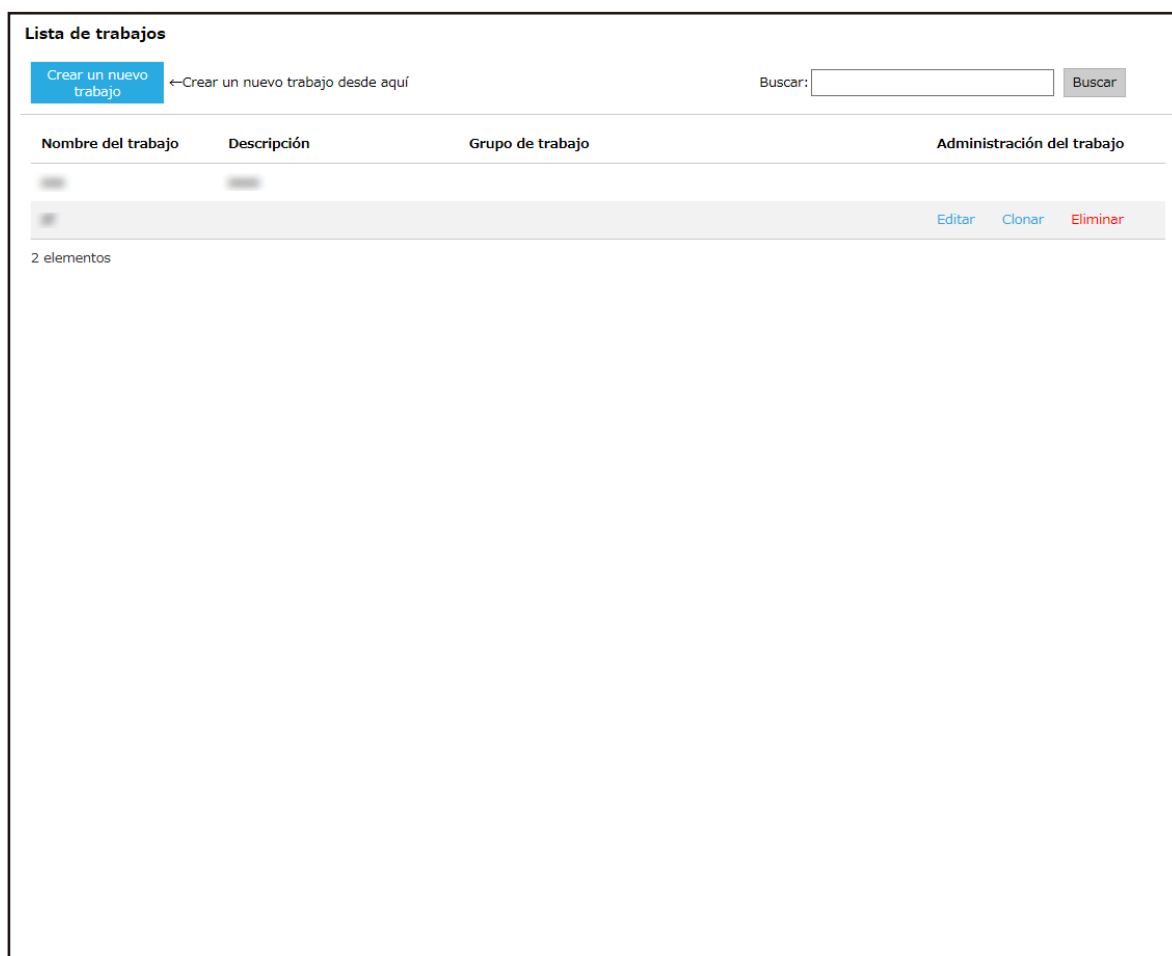 Lista de trabajos
Crear un nuevo
trabajo
←Crear un nuevo trabajo desde aquí
Buscar:
Buscar
Nombre del trabajo Descripción Grupo de trabajo Administración del trabajo
Editar Clonar Eliminar
2 elementos